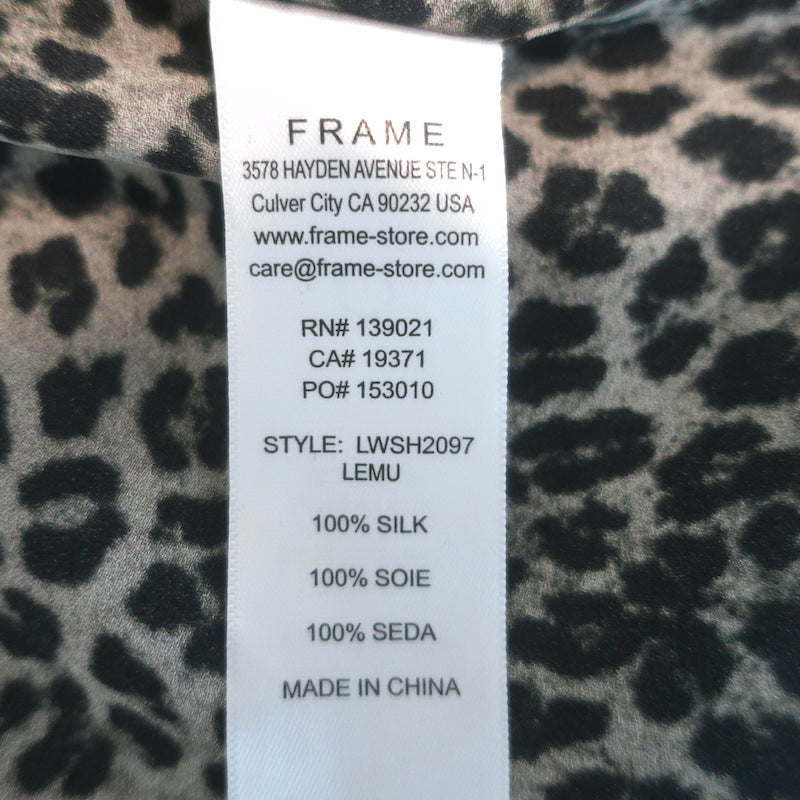 FRAME
3578 HAYDEN AVENUE STE N-1
Culver City CA 90232 USA
www.frame-store.com
care@frame-store.com
RN# 139021
CA# 19371
PO# 153010
STYLE: LWSH2097
LEMU
100% SILK
100% SOIE
100% SEDA
MADE IN CHINA